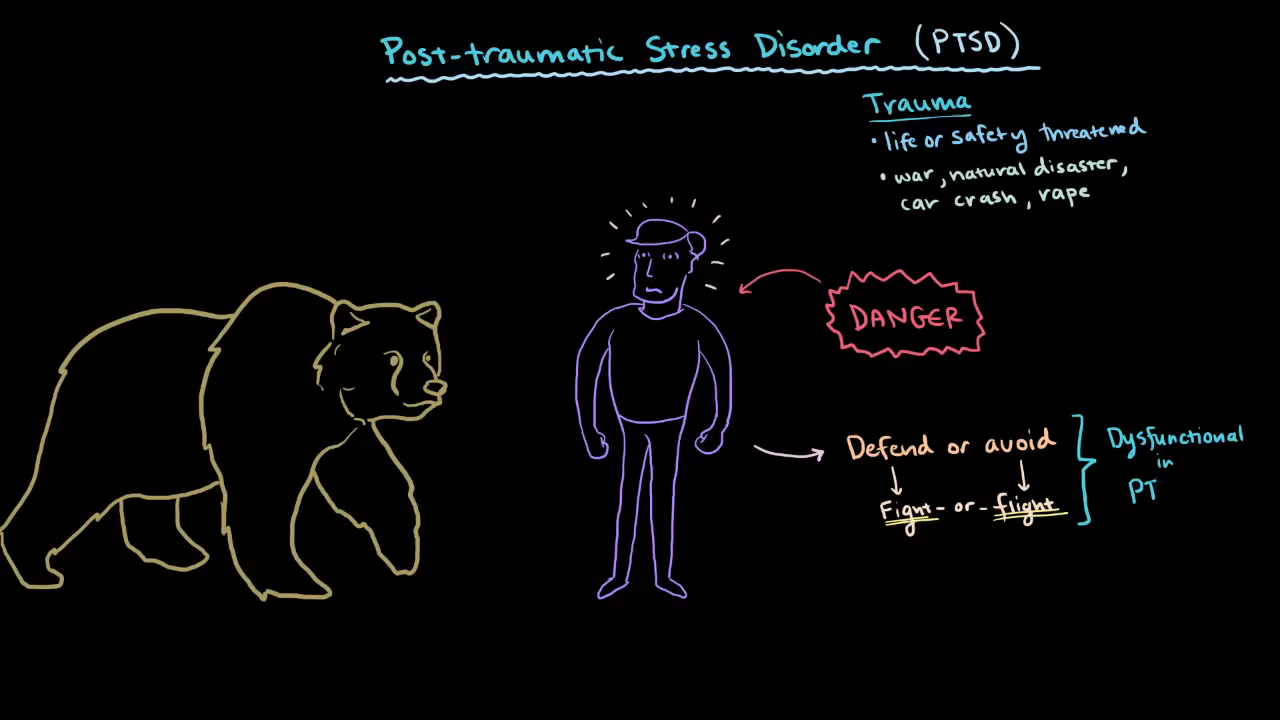 Post-traumatic Stress Disorder (PTSD)
Trauma
• life or safety threatened
• war, natural disaster,
car crash, rape
DANGER
Defend or avoid
Fight-or-flight
Dysfunctional
in
PT